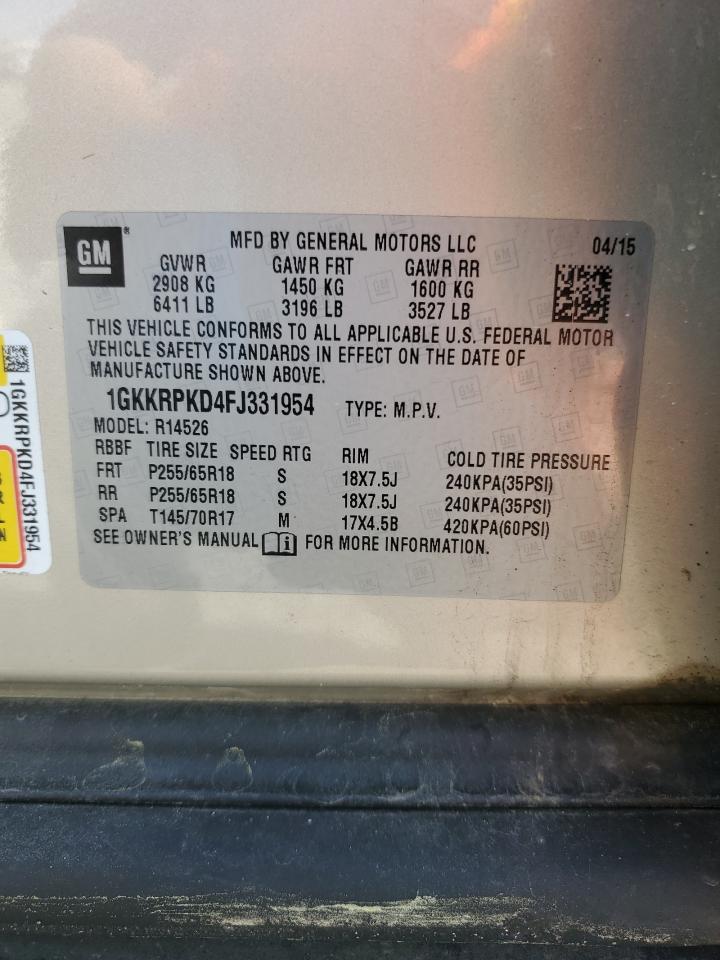 GM ®
MFD BY GENERAL MOTORS LLC 04/15
GVWR GAWR FRT GAWR RR
2908 KG 1450 KG 1600 KG
6411 LB 3196 LB 3527 LB
THIS VEHICLE CONFORMS TO ALL APPLICABLE U.S. FEDERAL MOTOR
VEHICLE SAFETY STANDARDS IN EFFECT ON THE DATE OF
MANUFACTURE SHOWN ABOVE.
1GKKRPKD4FJ331954 TYPE: M.P.V.
MODEL: R14526
RBBF TIRE SIZE SPEED RTG RIM COLD TIRE PRESSURE
FRT P255/65R18 S 18X7.5J 240KPA(35PSI)
RR P255/65R18 S 18X7.5J 240KPA(35PSI)
SPA T145/70R17 M 17X4.5B 420KPA(60PSI)
SEE OWNER'S MANUAL i FOR MORE INFORMATION.
1GKKRPKD4FJ331954